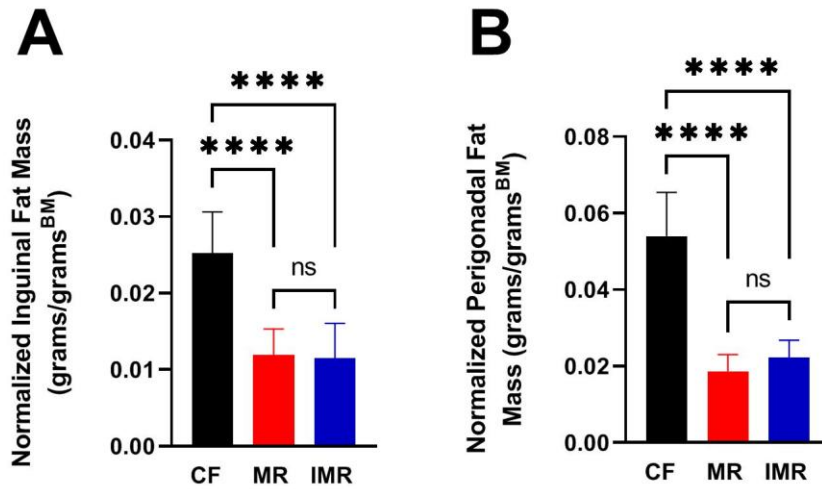 A
Normalized Inguinal Fat Mass
(grams/grams^BM)
✱✱✱✱
✱✱✱✱
ns
0.04
0.03
0.02
0.01
0.00
CF MR IMR
B
Normalized Perigonadal Fat
Mass (grams/grams^BM)
✱✱✱✱
✱✱✱✱
ns
0.08
0.06
0.04
0.02
0.00
CF MR IMR